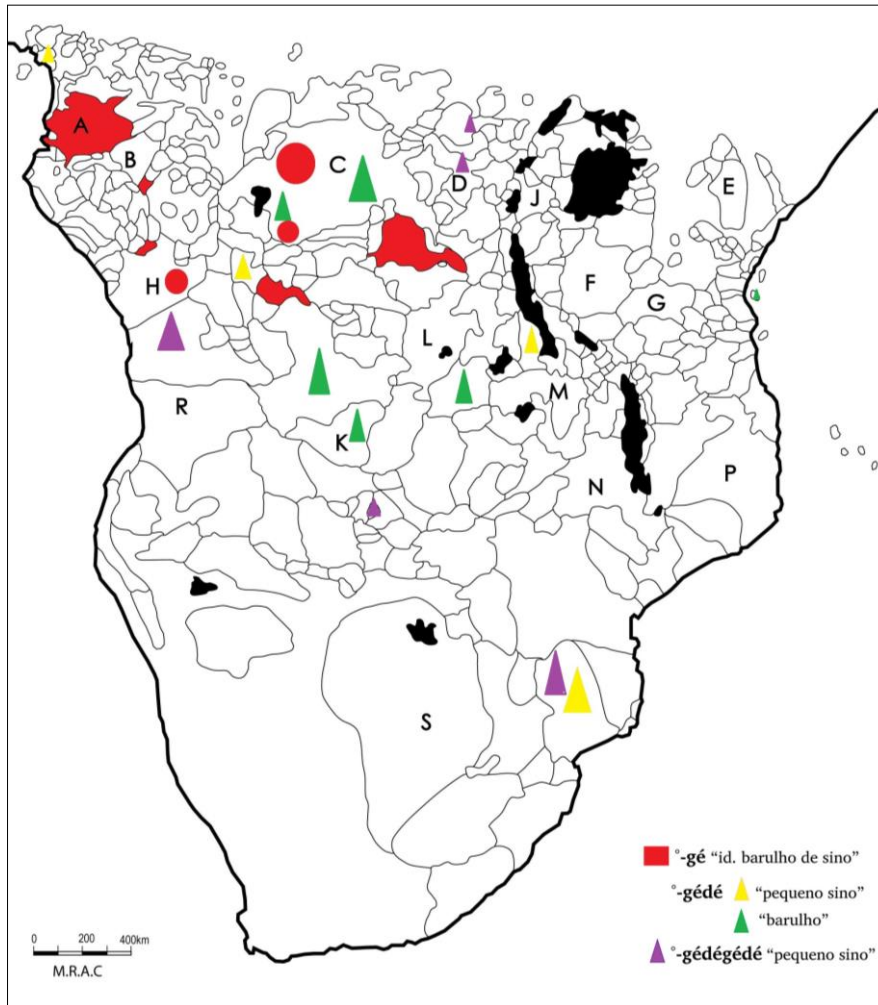 A
B
C
D
E
J
H
F
G
L
M
R
K
N
P
S
°-gé “id. barulho de sino”
°-gédé “pequeno sino”
“barulho”
°-gédégédé “pequeno sino”
0 200 400km
M.R.A.C